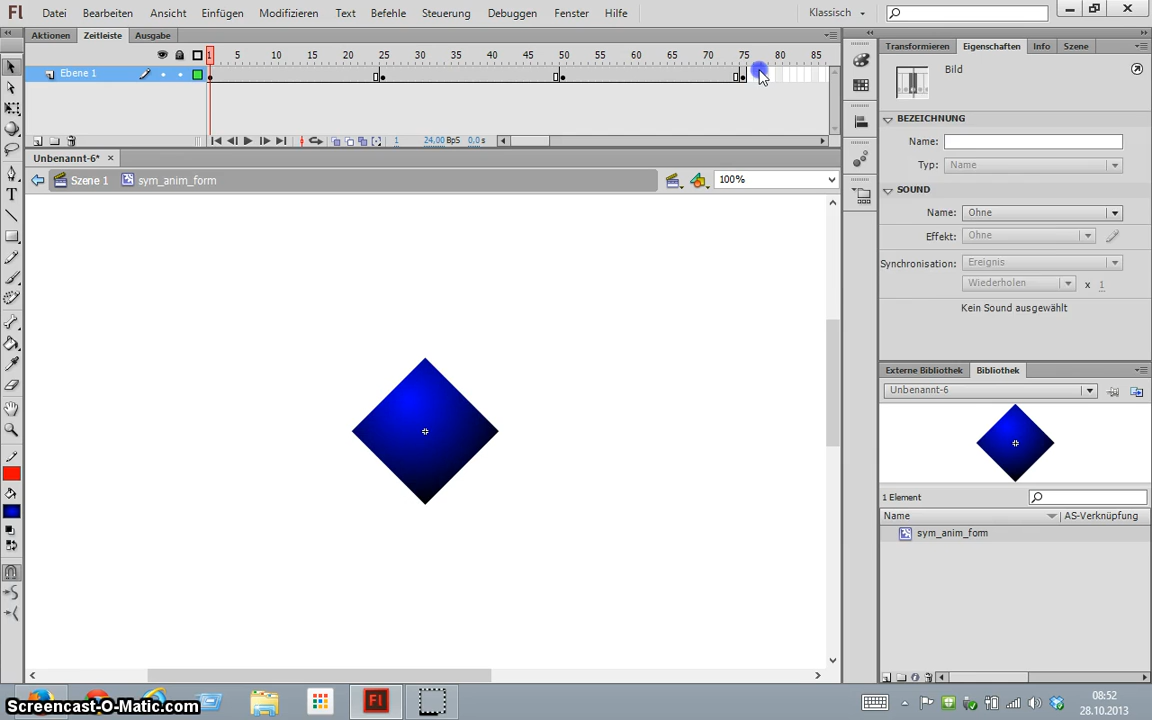 Fl Datei Bearbeiten Ansicht Einfügen Modifizieren Text Befehle Steuerung Debuggen Fenster Hilfe Klassisch
Aktionen Zeitleiste Ausgabe
1 5 10 15 20 25 30 35 40 45 50 55 60 65 70 75 80 85
Ebene 1
1 24,00 BpS 0,0 s
Unbenannt-6* ×
Szene 1 sym_anim_form 100%
Transformieren Eigenschaften Info Szene
Bild
BEZEICHNUNG
Name:
Typ: Name
SOUND
Name: Ohne
Effekt: Ohne
Synchronisation: Ereignis
Wiederholen x 1
Kein Sound ausgewählt
Externe Bibliothek Bibliothek
Unbenannt-6
1 Element
Name AS-Verknüpfung
sym_anim_form
T
Fl
08:52
28.10.2013
Screencast-O-Matic.com